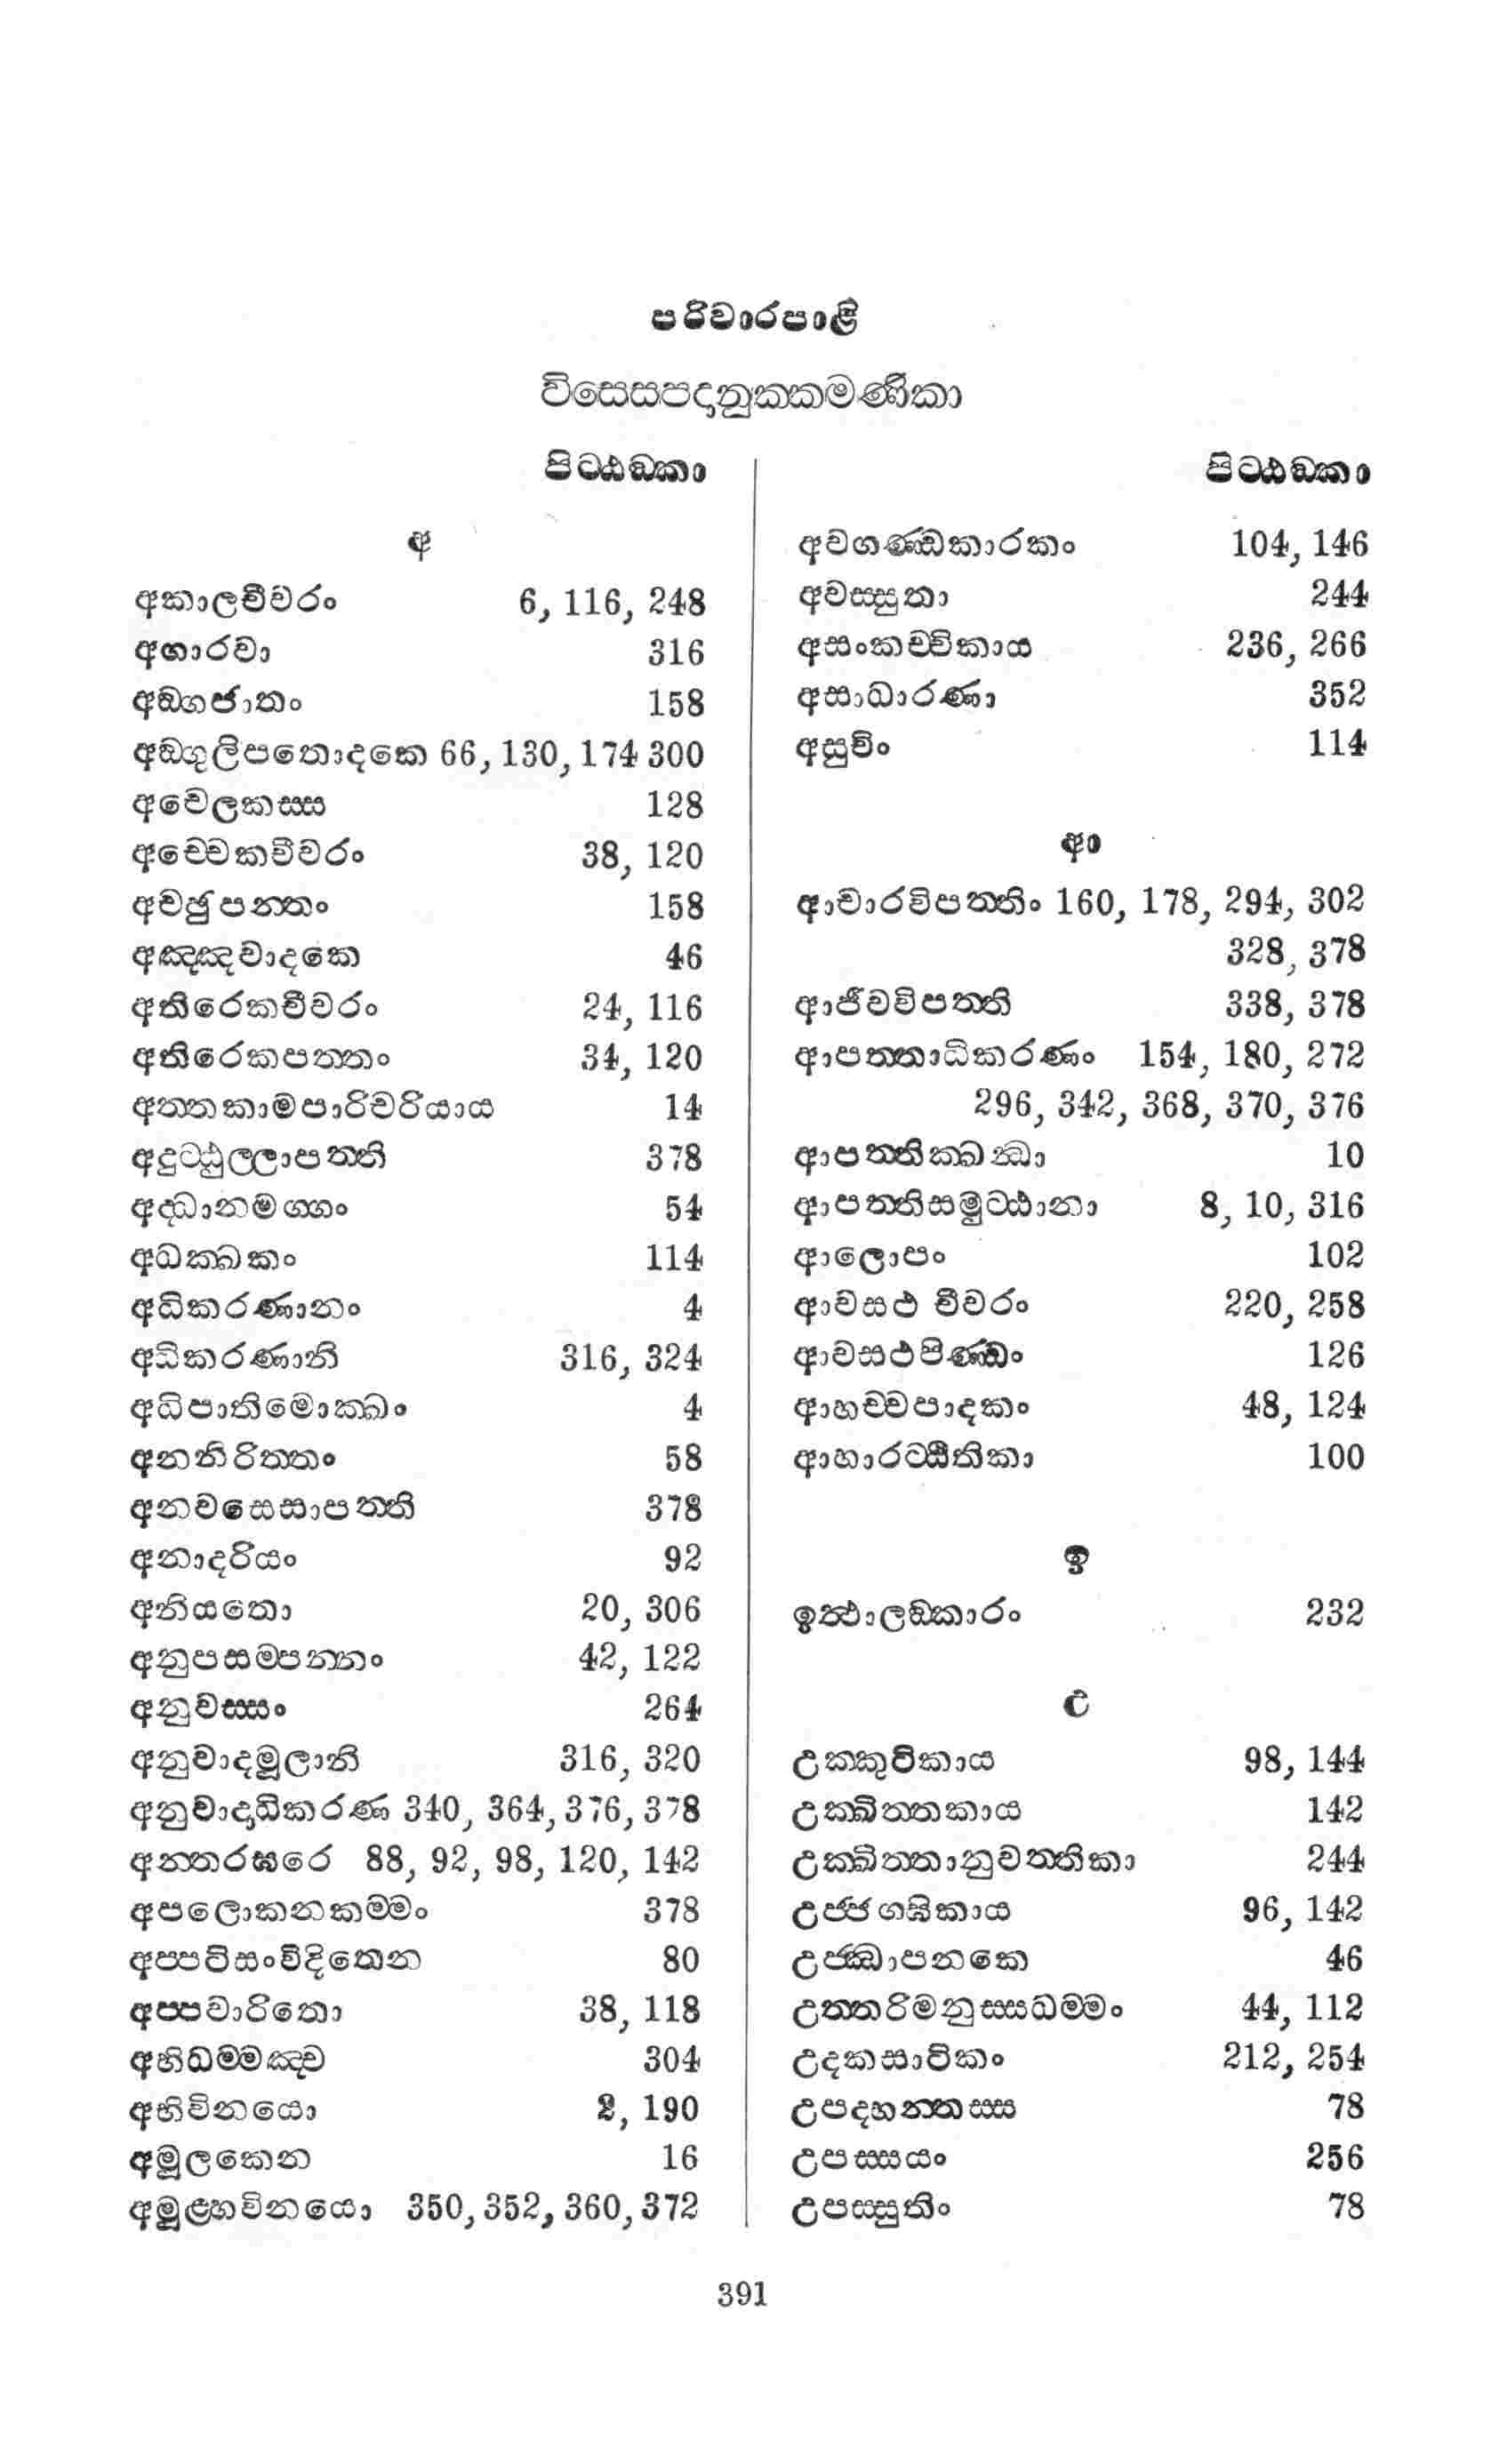 පරිවාරපාළි
විසෙසපදානුක්කමණිකා
පිට්ඨඞ්කා
අ
අකාලචීවරං 6, 116, 248
අගාරවා 316
අඞ්ගජාතං 158
අඞ්ගුලිපතොදකෙ 66, 130, 174 300
අචෙලකස්ස 128
අච්චෙකචීවරං 38, 120
අච්ඡුපන්තං 158
අඤ්ඤවාදකෙ 46
අතිරෙකචීවරං 24, 116
අතිරෙකපත්තං 34, 120
අත්තකාමපාරිචරියාය 14
අදුට්ඨුල්ලාපත්ති 378
අද්ධානමග්ගං 54
අධක්ඛකං 114
අධිකරණානං 4
අධිකරණානි 316, 324
අධිපාතිමොක්ඛං 4
අනතිරිත්තං 58
අනවසෙසාපත්ති 378
අනාදරියං 92
අනියතො 20, 306
අනුපසම්පන්නං 42, 122
අනුවස්සං 264
අනුවාදමූලානි 316, 320
අනුවාදාධිකරණ 340, 364, 376, 378
අන්තරඝරෙ 88, 92, 98, 120, 142
අපලොකනකම්මං 378
අප්පටිසංවිදිතෙන 80
අප්පවාරිතො 38, 118
අභිධම්මඤ්ච 304
අභිවිනයො 2, 190
අමූලකෙන 16
අමූළ්හවිනයො 350, 352, 360, 372
පිට්ඨඞ්කා
අවගණ්ඩකාරකං 104, 146
අවස්සුතා 244
අසංකච්චිකාය 236, 266
අසාධාරණා 352
අසුචිං 114
ආ
ආචාරවිපත්තිං 160, 178, 294, 302
328, 378
ආජීවවිපත්ති 338, 378
ආපත්තාධිකරණං 154, 180, 272
296, 342, 368, 370, 376
ආපත්තික්ඛන්ධා 10
ආපත්තිසමුට්ඨානා 8, 10, 316
ආලොපං 102
ආවසථ චීවරං 220, 258
ආවසථපිණ්ඩං 126
ආහච්චපාදකං 48, 124
ආහාරට්ඨිතිකා 100
ඉ
ඉත්ථාලඞ්කාරං 232
උ
උක්කුටිකාය 98, 144
උක්ඛිත්තකාය 142
උක්ඛිත්තානුවත්තිකා 244
උජ්ජග්ඝිකාය 96, 142
උජ්ඣාපනකෙ 46
උත්තරිමනුස්සධම්මං 44, 112
උදකසාටිකං 212, 254
උපදහන්තස්ස 78
උපස්සයං 256
උපස්සුතිං 78
391